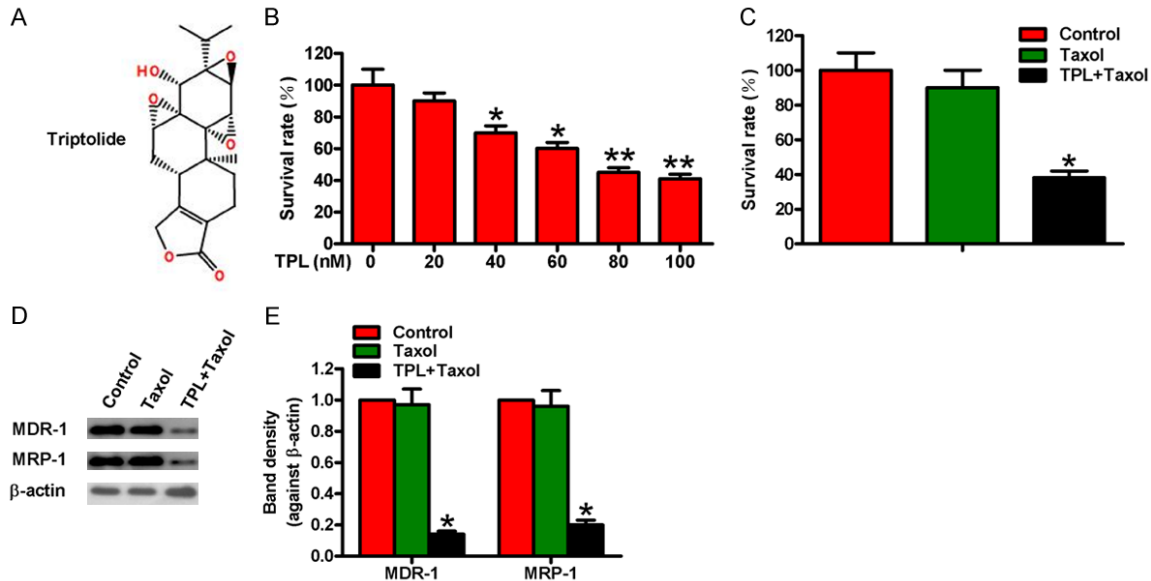 A
HO
O
O
O
Triptolide
O
O
B
Survival rate (%)
120
100
80
60
40
20
0
* * ** **
TPL (nM) 0 20 40 60 80 100
C
Control
Taxol
TPL+Taxol
Survival rate (%)
120
100
80
60
40
20
0
*
D
Control Taxol TPL+Taxol
MDR-1
MRP-1
β-actin
E
Control
Taxol
TPL+Taxol
Band density
(against β-actin)
1.2
1.0
0.8
0.6
0.4
0.2
0.0
* *
MDR-1 MRP-1